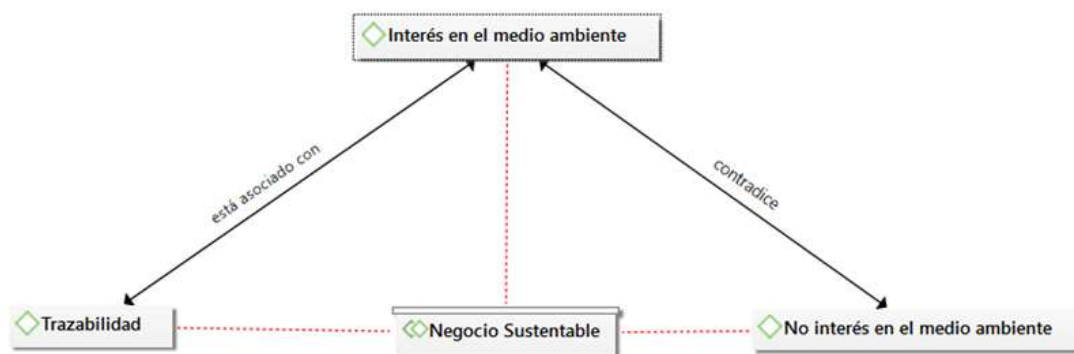 Interés en el medio ambiente
está asociado con
contradice
Trazabilidad
Negocio Sustentable
No interés en el medio ambiente